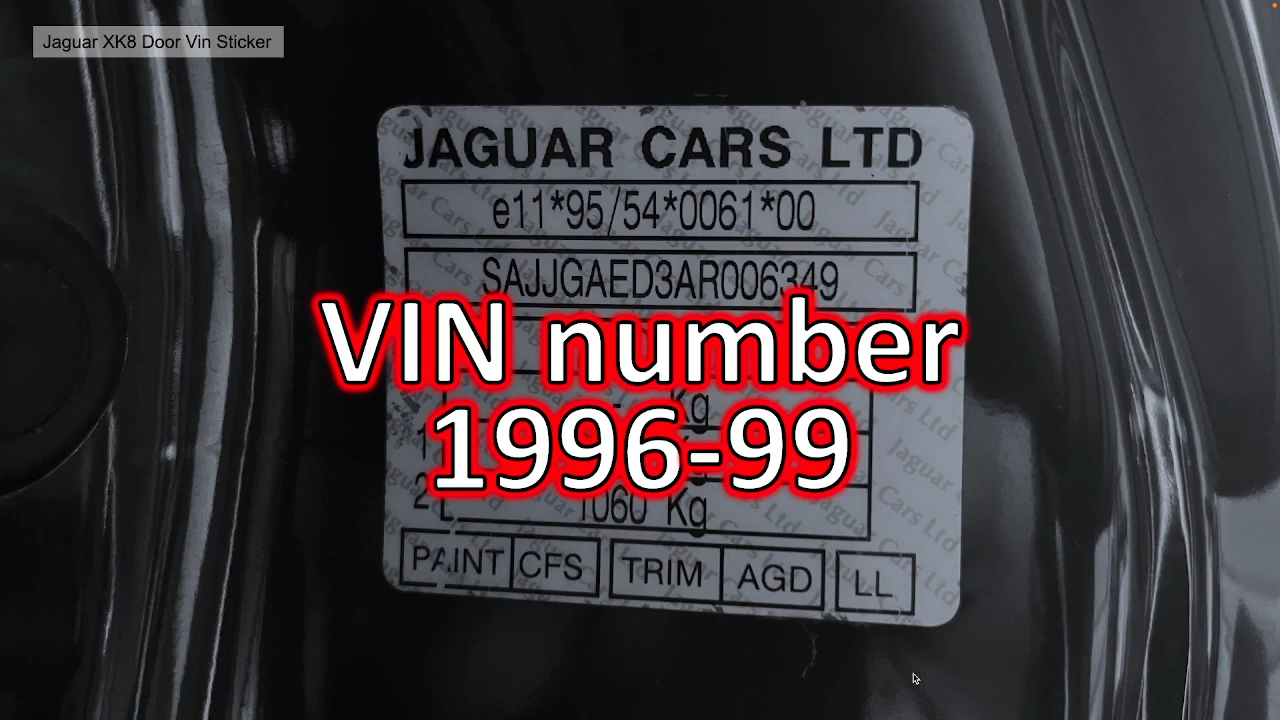 Jaguar XK8 Door Vin Sticker
JAGUAR CARS LTD
e11*95/54*0061*00
SAJJGAED3AR006349
VIN number
- Kg
1996-99
2 1060 Kg
PAINT CFS TRIM AGD LL